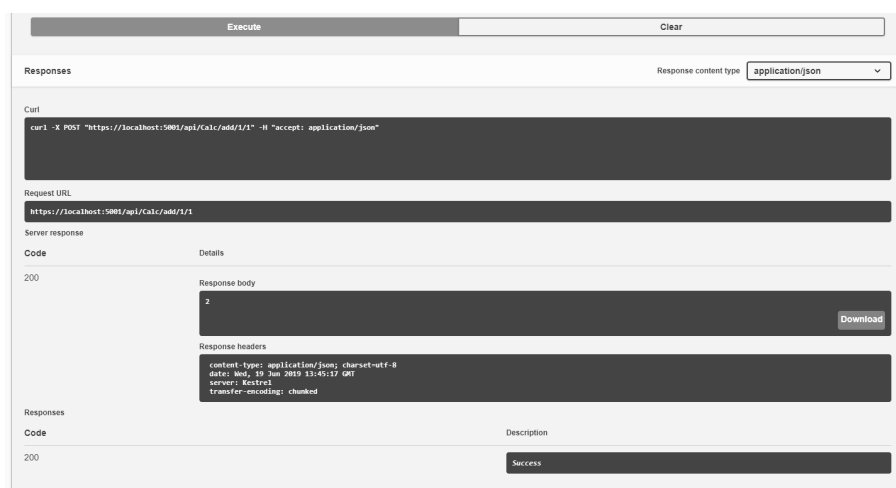 Execute Clear
Responses Response content type application/json
Curl
curl -X POST "https://localhost:5001/api/Calc/add/1/1" -H "accept: application/json"
Request URL
https://localhost:5001/api/Calc/add/1/1
Server response
Code Details
200
Response body
2
Download
Response headers
content-type: application/json; charset=utf-8
date: Wed, 19 Jun 2019 13:45:17 GMT
server: Kestrel
transfer-encoding: chunked
Responses
Code Description
200
Success